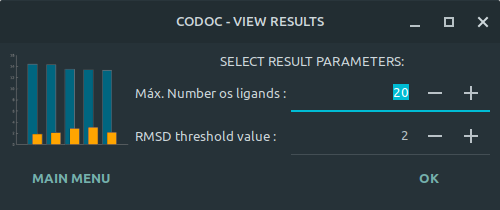 CODOC - VIEW RESULTS
SELECT RESULT PARAMETERS:
Máx. Number os ligands : 20
RMSD threshold value : 2
MAIN MENU
OK